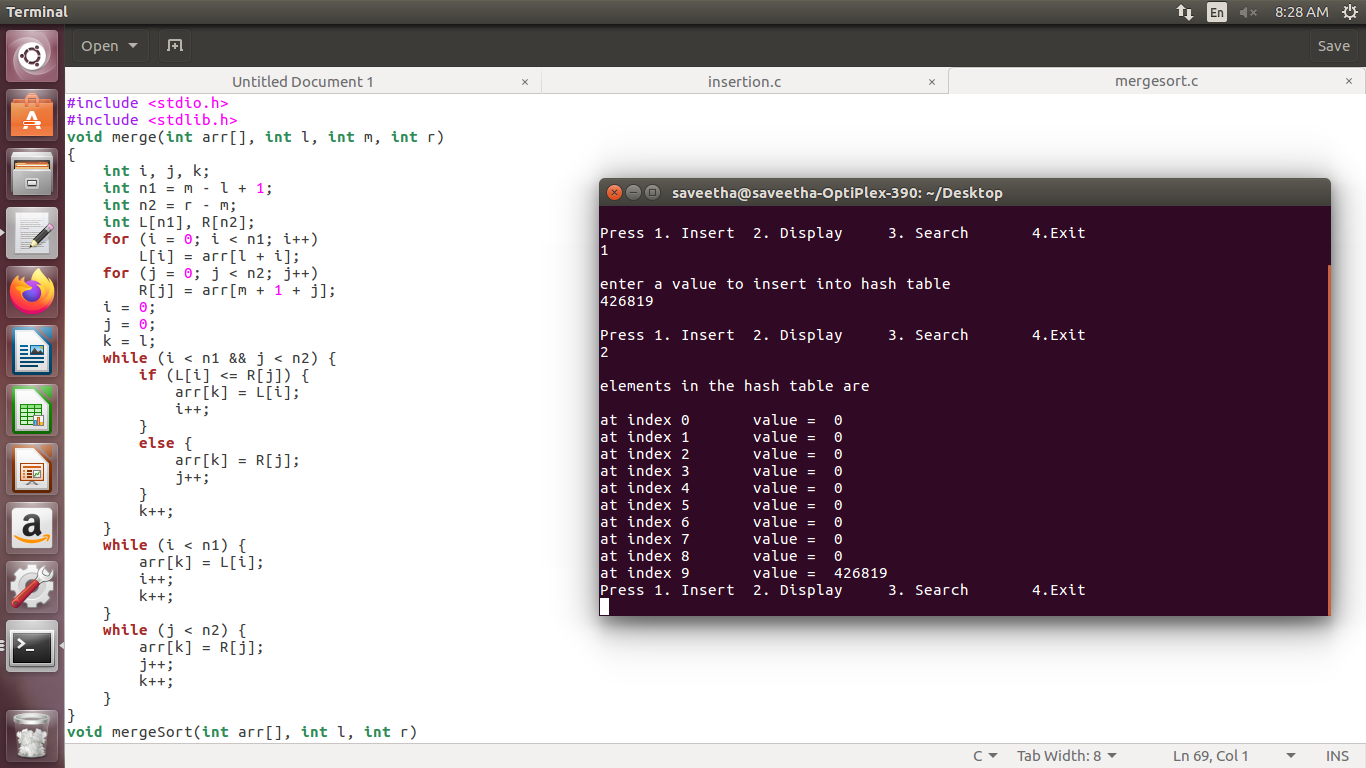 Terminal
En
8:28 AM
Open
Save
Untitled Document 1 ×
insertion.c ×
mergesort.c ×
#include <stdio.h>
#include <stdlib.h>
void merge(int arr[], int l, int m, int r)
{
    int i, j, k;
    int n1 = m - l + 1;
    int n2 = r - m;
    int L[n1], R[n2];
    for (i = 0; i < n1; i++)
        L[i] = arr[l + i];
    for (j = 0; j < n2; j++)
        R[j] = arr[m + 1 + j];
    i = 0;
    j = 0;
    k = l;
    while (i < n1 && j < n2) {
        if (L[i] <= R[j]) {
            arr[k] = L[i];
            i++;
        }
        else {
            arr[k] = R[j];
            j++;
        }
        k++;
    }
    while (i < n1) {
        arr[k] = L[i];
        i++;
        k++;
    }
    while (j < n2) {
        arr[k] = R[j];
        j++;
        k++;
    }
}
void mergeSort(int arr[], int l, int r)
saveetha@saveetha-OptiPlex-390: ~/Desktop
Press 1. Insert  2. Display     3. Search       4.Exit
1
enter a value to insert into hash table
426819
Press 1. Insert  2. Display     3. Search       4.Exit
2
elements in the hash table are
at index 0       value =  0
at index 1       value =  0
at index 2       value =  0
at index 3       value =  0
at index 4       value =  0
at index 5       value =  0
at index 6       value =  0
at index 7       value =  0
at index 8       value =  0
at index 9       value =  426819
Press 1. Insert  2. Display     3. Search       4.Exit
C
Tab Width: 8
Ln 69, Col 1
INS